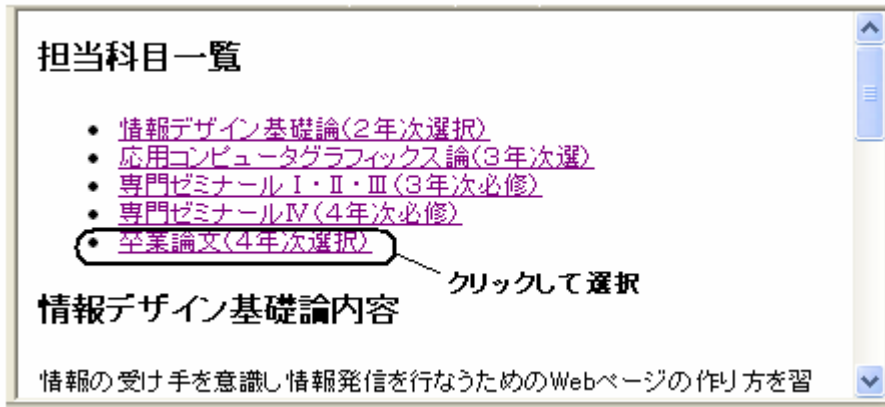 担当科目一覧
• 情報デザイン基礎論(2年次選択)
• 応用コンピュータグラフィックス論(3年次選)
• 専門ゼミナールⅠ・Ⅱ・Ⅲ(3年次必修)
• 専門ゼミナールⅣ(4年次必修)
• 卒業論文(4年次選択)
クリックして選択
情報デザイン基礎論内容
情報の受け手を意識し情報発信を行なうためのWebページの作り方を習